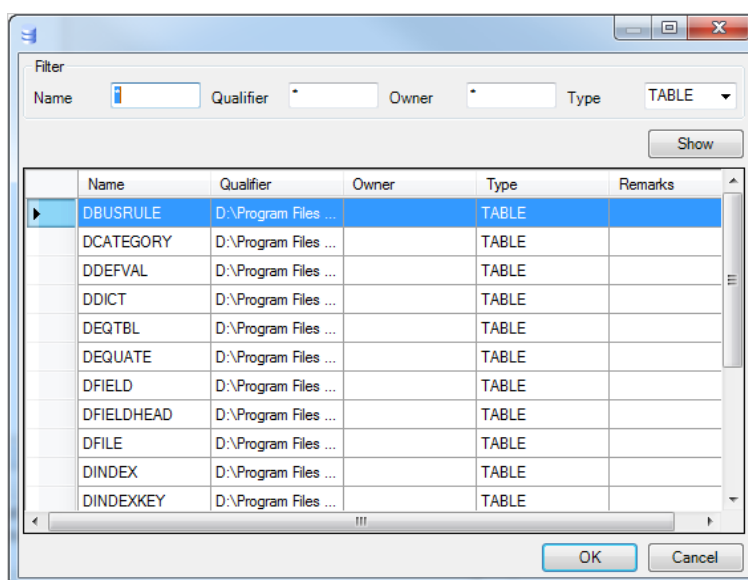 Filter
Name * Qualifier * Owner * Type TABLE
Show
Name Qualifier Owner Type Remarks
DBUSRULE D:\Program Files ... TABLE
DCATEGORY D:\Program Files ... TABLE
DDEFVAL D:\Program Files ... TABLE
DDICT D:\Program Files ... TABLE
DEQTBL D:\Program Files ... TABLE
DEQUATE D:\Program Files ... TABLE
DFIELD D:\Program Files ... TABLE
DFIELDHEAD D:\Program Files ... TABLE
DFILE D:\Program Files ... TABLE
DINDEX D:\Program Files ... TABLE
DINDEXKEY D:\Program Files ... TABLE
OK Cancel